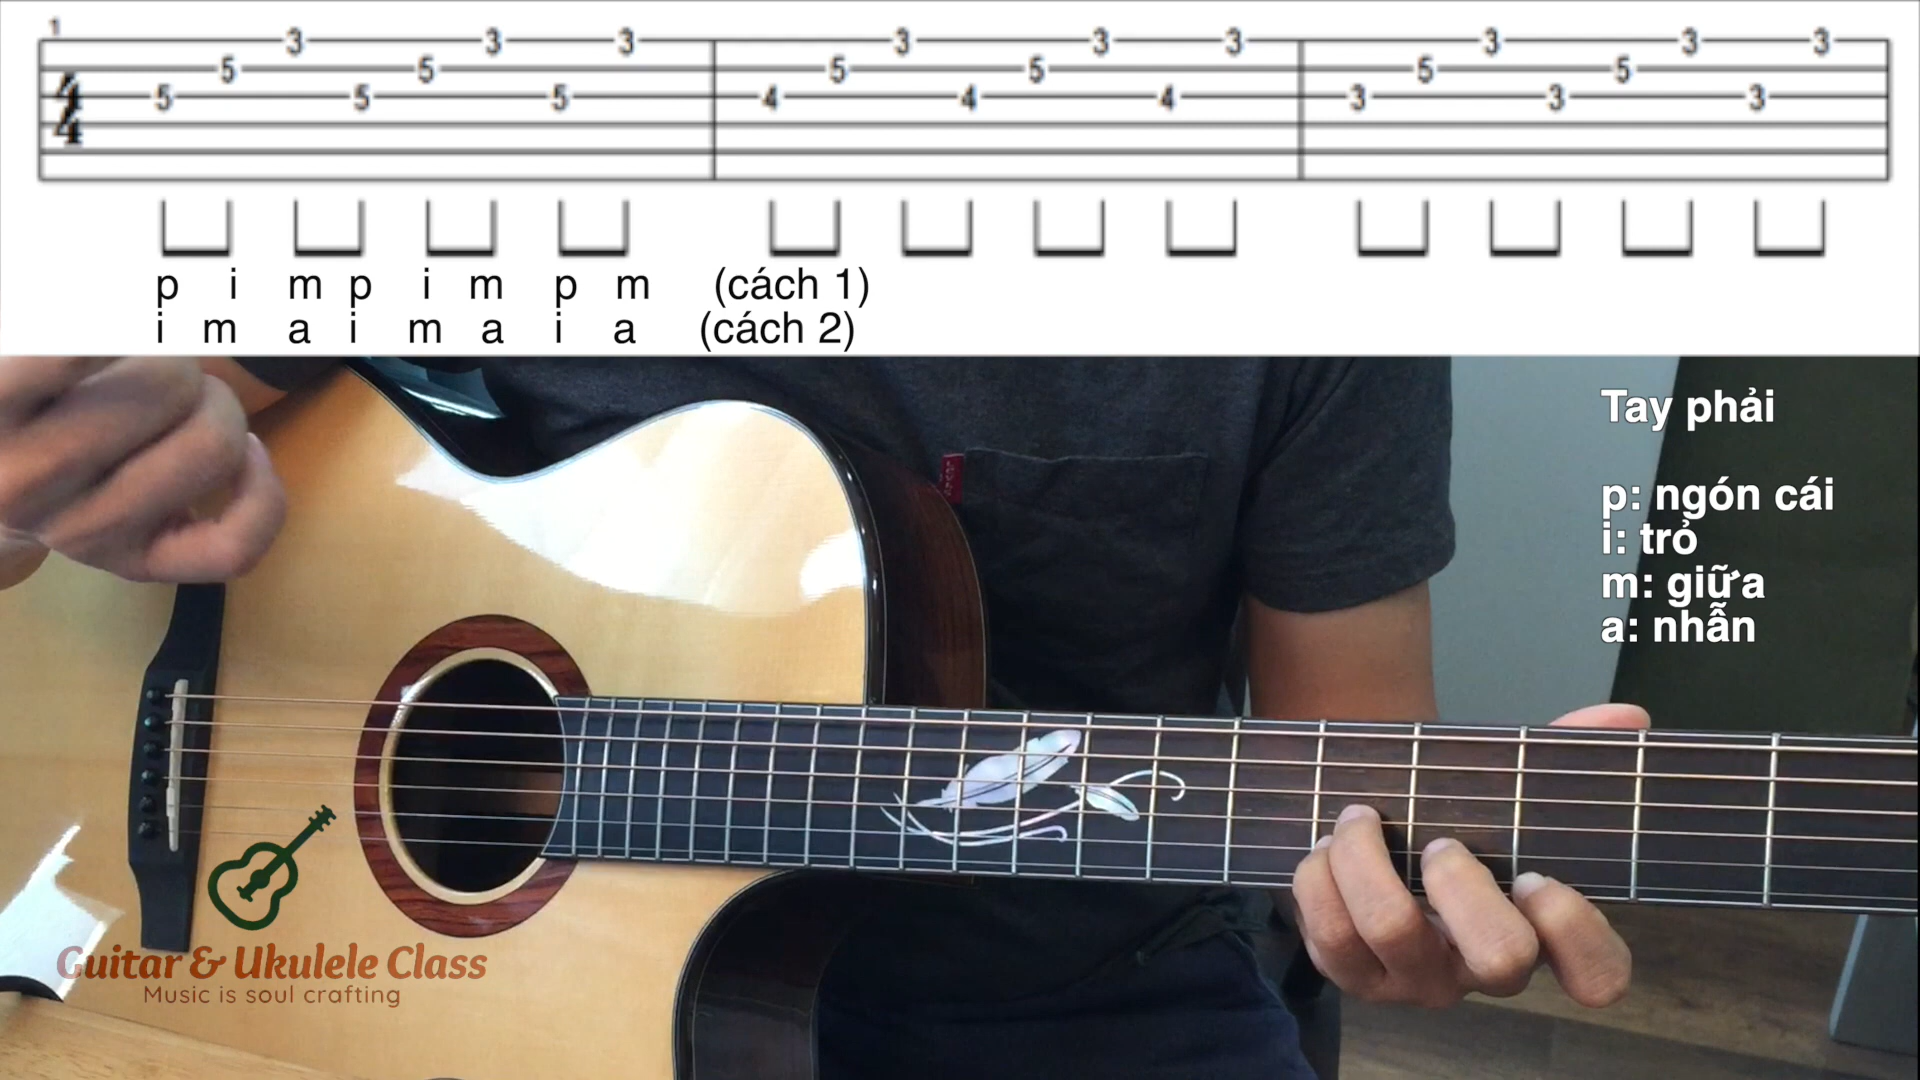 1
3 3 3 3 3 3 3 3 3
5 5 5 5 5 5
4 5 5 5 4 4 4 3 3 3
4
p i m p i m p m (cách 1)
i m a i m a i a (cách 2)
Tay phải
p: ngón cái
i: trỏ
m: giữa
a: nhẫn
Guitar & Ukulele Class
Music is soul crafting